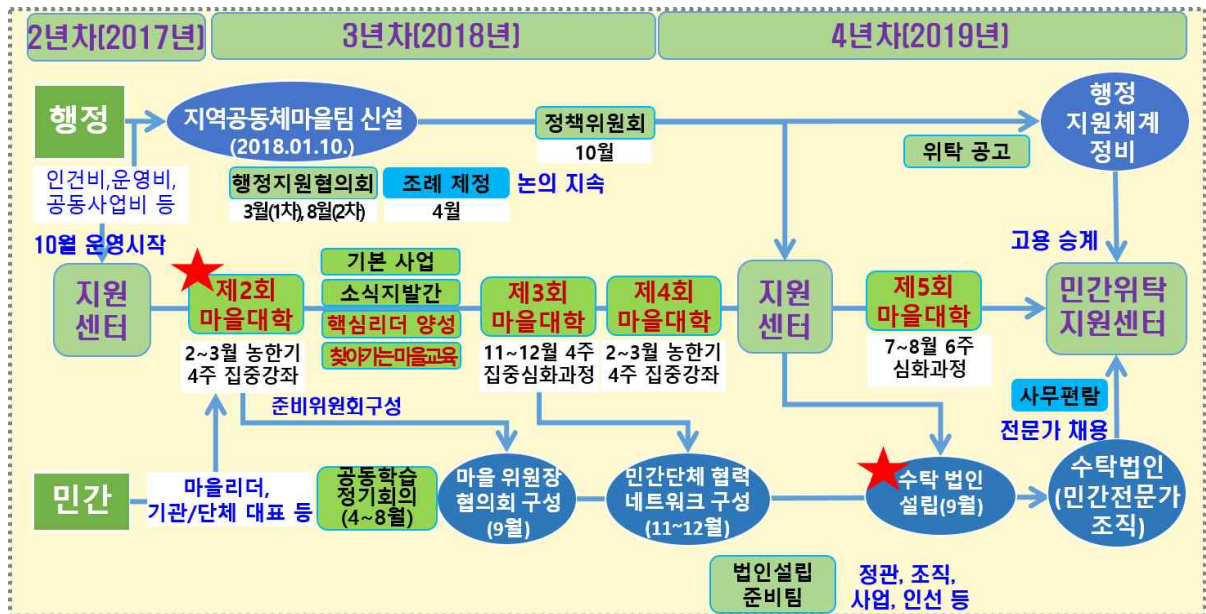 2년차(2017년)
3년차(2018년)
4년차(2019년)
행정
지역공동체마을팀 신설
(2018.01.10.)
정책위원회
10월
위탁 공고
행정
지원체계
정비
인건비,운영비,
공동사업비 등
행정지원협의회
3월(1차), 8월(2차)
조례 제정
4월
논의 지속
10월 운영시작
고용 승계
지원
센터
제2회
마을대학
2~3월 농한기
4주 집중강좌
기본 사업
소식지발간
핵심리더 양성
찾아가는마을교육
제3회
마을대학
11~12월 4주
집중심화과정
제4회
마을대학
2~3월 농한기
4주 집중강좌
지원
센터
제5회
마을대학
7~8월 6주
심화과정
민간위탁
지원센터
준비위원회구성
사무편람
전문가 채용
민간
마을리더,
기관/단체 대표 등
공동학습
정기회의
(4~8월)
마을 위원장
협의회 구성
(9월)
민간단체 협력
네트워크 구성
(11~12월)
수탁 법인
설립(9월)
수탁법인
(민간전문가
조직)
법인설립
준비팀
정관, 조직,
사업, 인선 등